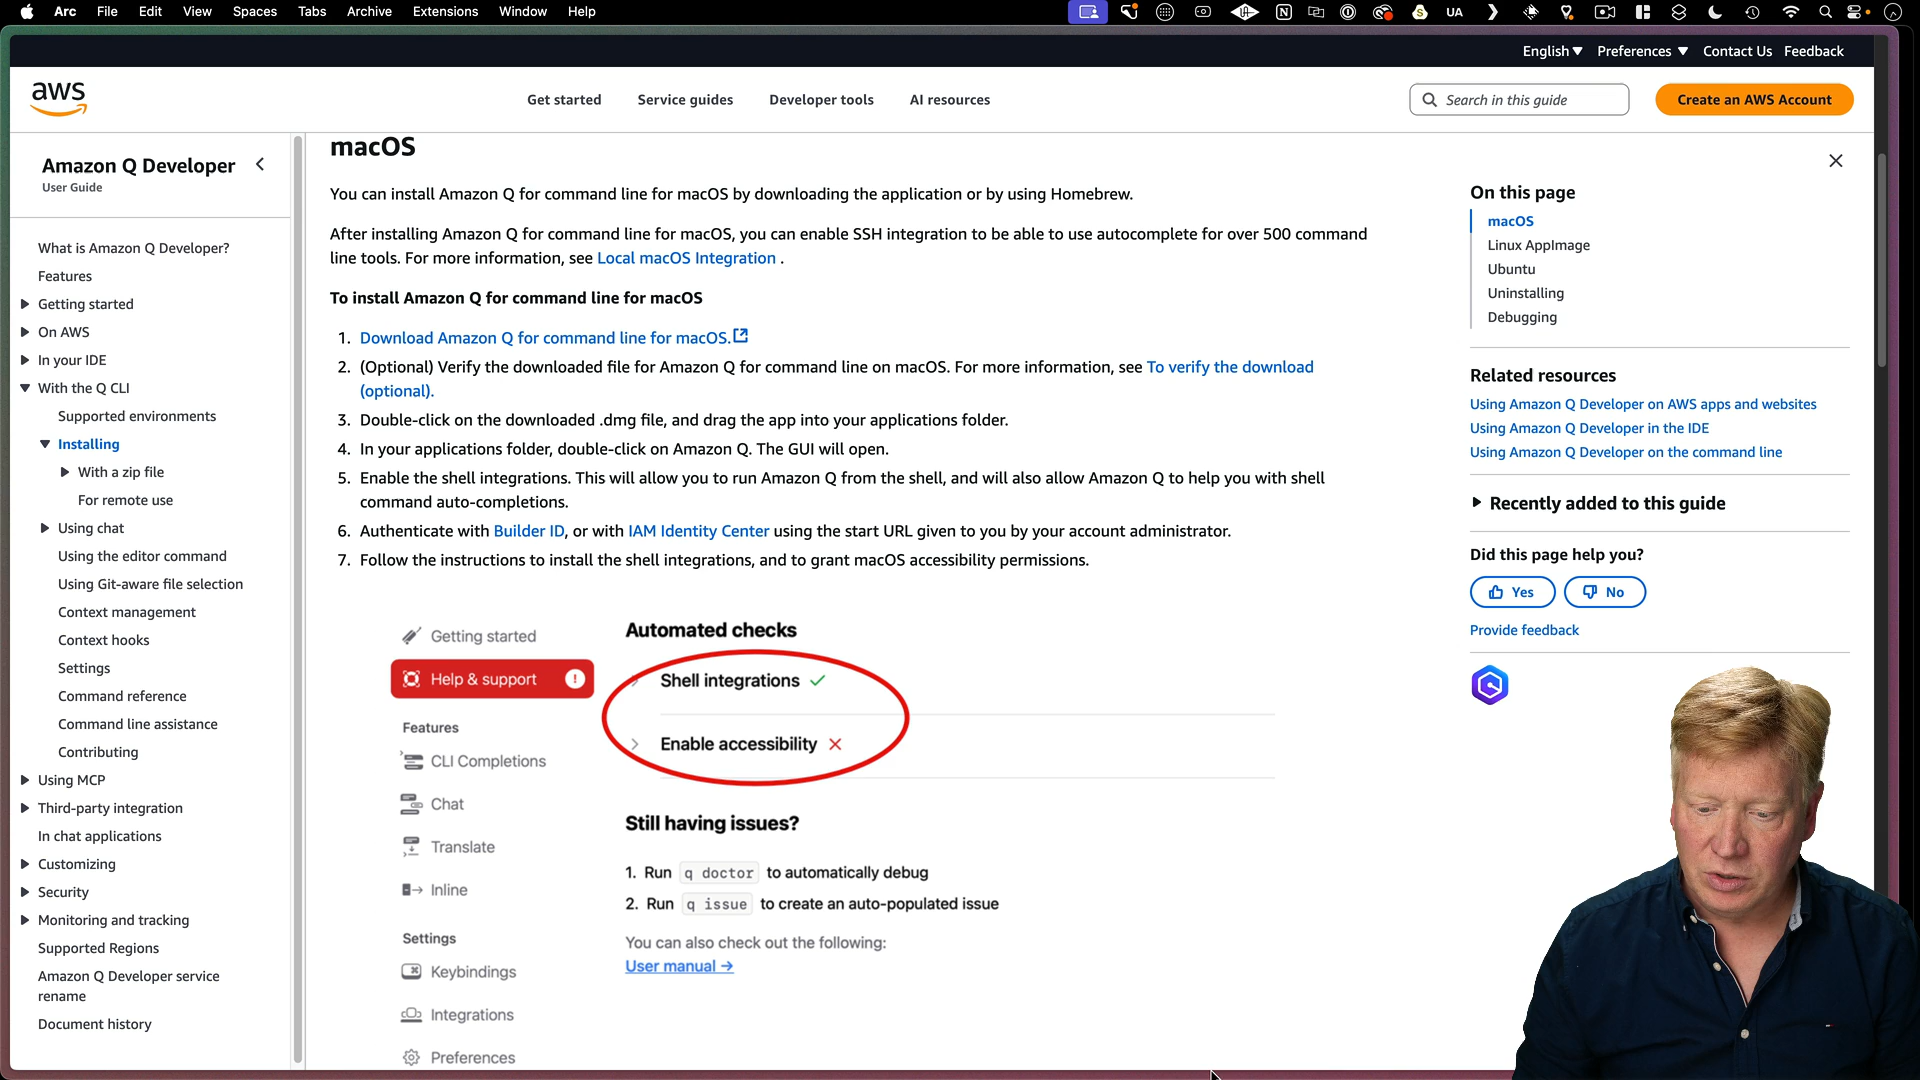 Arc File Edit View Spaces Tabs Archive Extensions Window Help
UA
English Preferences Contact Us Feedback
aws
Get started Service guides Developer tools AI resources
Search in this guide
Create an AWS Account
Amazon Q Developer
User Guide
What is Amazon Q Developer?
Features
Getting started
On AWS
In your IDE
With the Q CLI
Supported environments
Installing
With a zip file
For remote use
Using chat
Using the editor command
Using Git-aware file selection
Context management
Context hooks
Settings
Command reference
Command line assistance
Contributing
Using MCP
Third-party integration
In chat applications
Customizing
Security
Monitoring and tracking
Supported Regions
Amazon Q Developer service
rename
Document history
macOS
You can install Amazon Q for command line for macOS by downloading the application or by using Homebrew.
After installing Amazon Q for command line for macOS, you can enable SSH integration to be able to use autocomplete for over 500 command
line tools. For more information, see Local macOS Integration .
To install Amazon Q for command line for macOS
1. Download Amazon Q for command line for macOS.
2. (Optional) Verify the downloaded file for Amazon Q for command line on macOS. For more information, see To verify the download
(optional).
3. Double-click on the downloaded .dmg file, and drag the app into your applications folder.
4. In your applications folder, double-click on Amazon Q. The GUI will open.
5. Enable the shell integrations. This will allow you to run Amazon Q from the shell, and will also allow Amazon Q to help you with shell
command auto-completions.
6. Authenticate with Builder ID, or with IAM Identity Center using the start URL given to you by your account administrator.
7. Follow the instructions to install the shell integrations, and to grant macOS accessibility permissions.
Getting started
Help & support
Features
CLI Completions
Chat
Translate
Inline
Settings
Keybindings
Integrations
Preferences
Automated checks
Shell integrations
Enable accessibility
Still having issues?
1. Run q doctor to automatically debug
2. Run q issue to create an auto-populated issue
You can also check out the following:
User manual →
On this page
macOS
Linux AppImage
Ubuntu
Uninstalling
Debugging
Related resources
Using Amazon Q Developer on AWS apps and websites
Using Amazon Q Developer in the IDE
Using Amazon Q Developer on the command line
Recently added to this guide
Did this page help you?
Yes No
Provide feedback